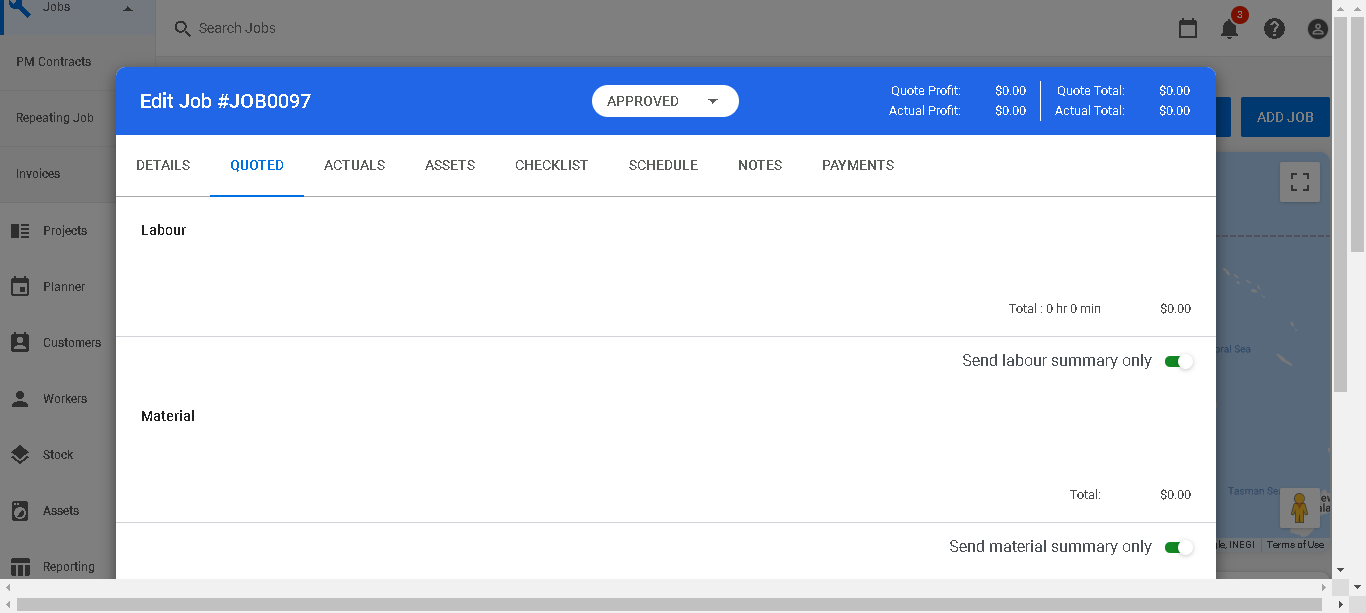 Jobs
Search Jobs
3
PM Contracts
Repeating Job
Invoices
Projects
Planner
Customers
Workers
Stock
Assets
Reporting
Edit Job #JOB0097
APPROVED
Quote Profit: $0.00 Quote Total: $0.00
Actual Profit: $0.00 Actual Total: $0.00
ADD JOB
DETAILS QUOTED ACTUALS ASSETS CHECKLIST SCHEDULE NOTES PAYMENTS
Labour
Total : 0 hr 0 min $0.00
Send labour summary only
Material
Total: $0.00
Send material summary only
Sea
Tasman
INEGI Terms of Use